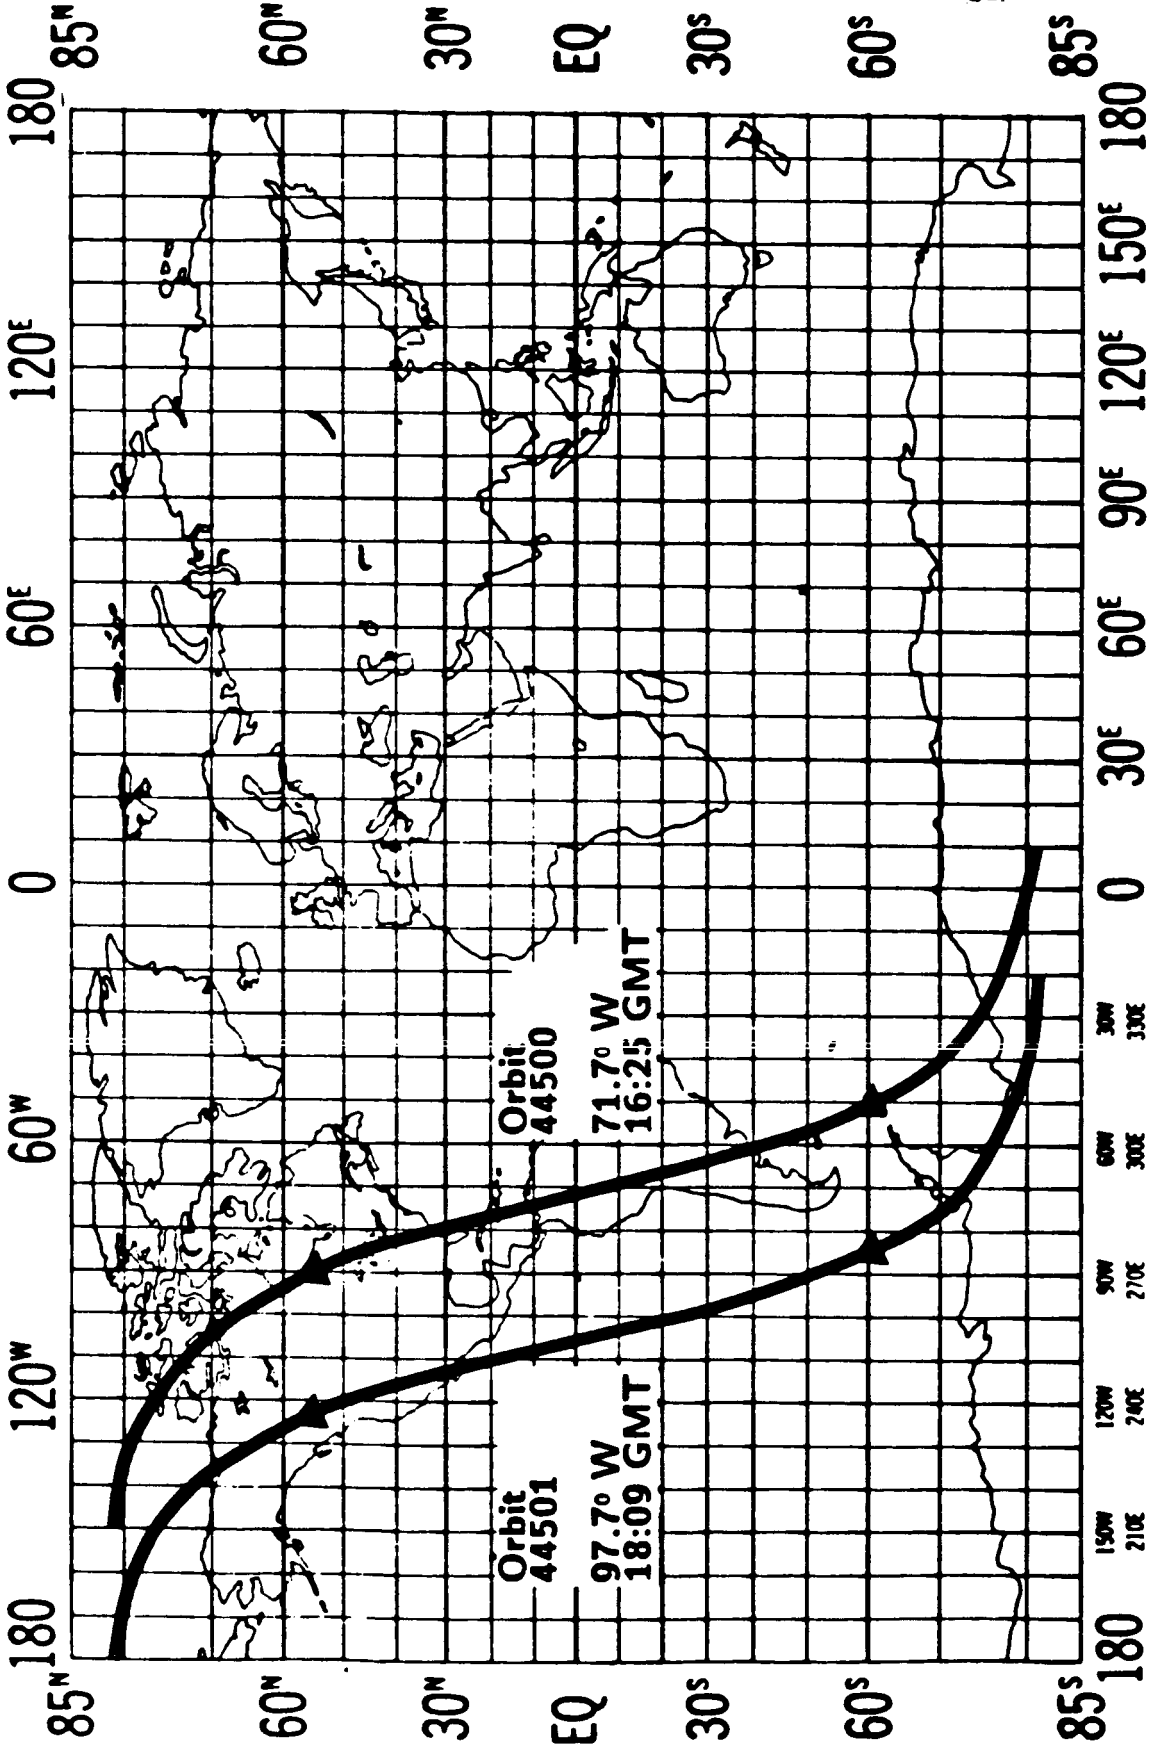 180 120W 60W 0 60E 120E 180
85N 85N
60N 60N
30N 30N
Orbit
44501
Orbit
44500
EQ EQ
97.7° W
18:09 GMT
71.7° W
16:25 GMT
30S 30S
60S 60S
85S 85S
150W 120W 90W 60W 30W
180 0 30E 60E 90E 120E 150E 180
210E 240E 270E 300E 330E